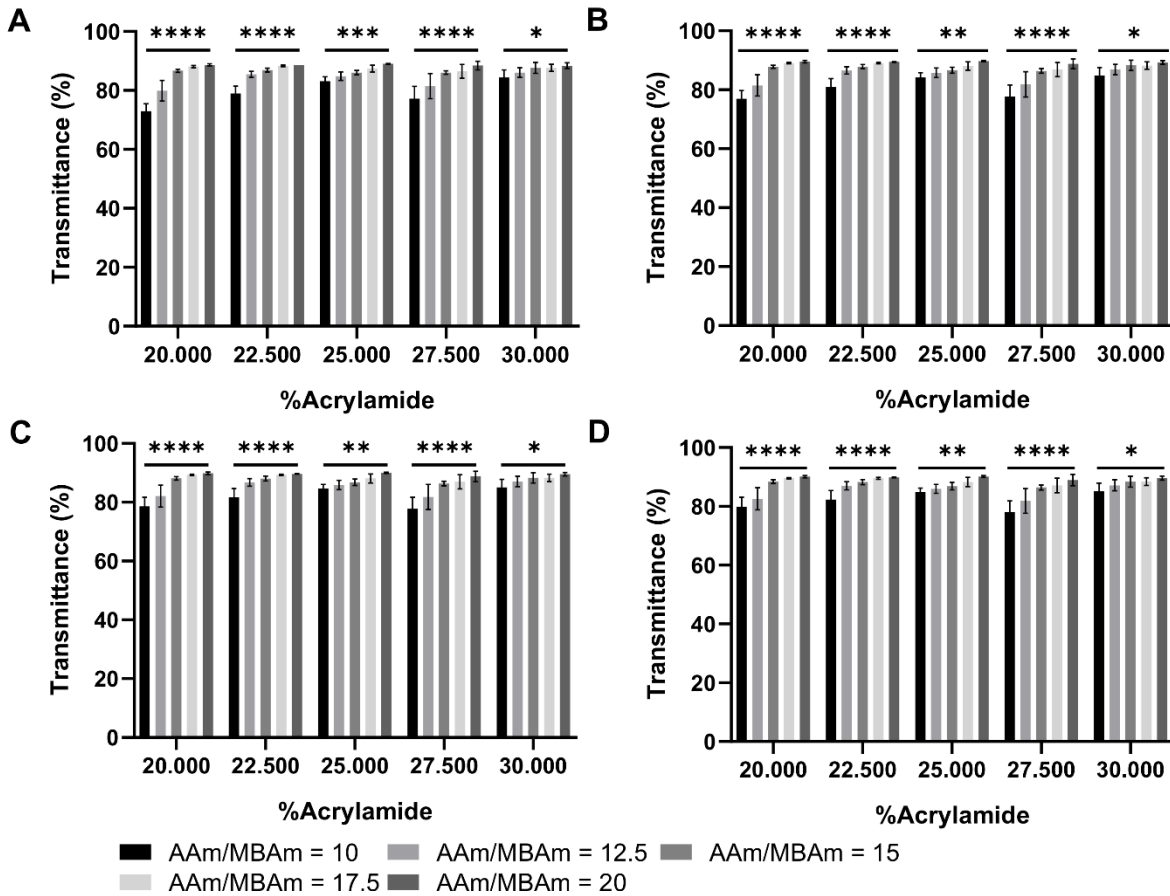 A
B
**** **** *** **** *
**** **** ** **** *
100
80
60
40
20
0
Transmittance (%)
20.000 22.500 25.000 27.500 30.000
%Acrylamide
100
80
60
40
20
0
Transmittance (%)
20.000 22.500 25.000 27.500 30.000
%Acrylamide
C
D
**** **** ** **** *
**** **** ** **** *
100
80
60
40
20
0
Transmittance (%)
20.000 22.500 25.000 27.500 30.000
%Acrylamide
100
80
60
40
20
0
Transmittance (%)
20.000 22.500 25.000 27.500 30.000
%Acrylamide
AAm/MBAm = 10 AAm/MBAm = 12.5 AAm/MBAm = 15
AAm/MBAm = 17.5 AAm/MBAm = 20